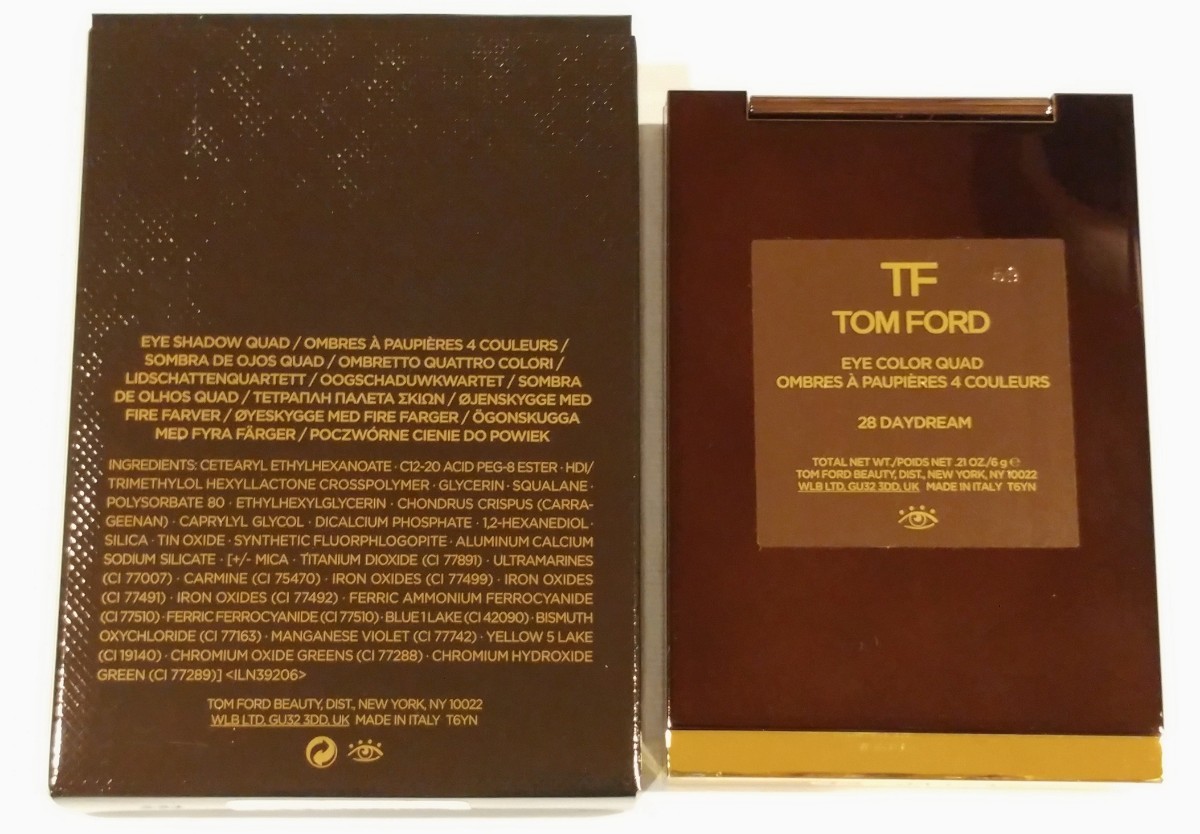 EYE SHADOW QUAD / OMBRES À PAUPIÈRES 4 COULEURS /
SOMBRA DE OJOS QUAD / OMBRETTO QUATTRO COLORI /
LIDSCHATTENQUARTETT / OOGSCHADUWKWARTET / SOMBRA
DE OLHOS QUAD / ΤΕΤΡΑΠΛΗ ΠΑΛΕΤΑ ΣΚΙΩΝ / ØJENSKYGGE MED
FIRE FARVER / ØYESKYGGE MED FIRE FARGER / ÖGONSKUGGA
MED FYRA FÄRGER / POCZWÓRNE CIENIE DO POWIEK
INGREDIENTS: CETEARYL ETHYLHEXANOATE · C12-20 ACID PEG-8 ESTER · HDI/
TRIMETHYLOL HEXYLLACTONE CROSSPOLYMER · GLYCERIN · SQUALANE ·
POLYSORBATE 80 · ETHYLHEXYLGLYCERIN · CHONDRUS CRISPUS (CARRA-
GEENAN) · CAPRYLYL GLYCOL · DICALCIUM PHOSPHATE · 1,2-HEXANEDIOL ·
SILICA · TIN OXIDE · SYNTHETIC FLUORPHLOGOPITE · ALUMINUM CALCIUM
SODIUM SILICATE · [+/- MICA · TITANIUM DIOXIDE (CI 77891) · ULTRAMARINES
(CI 77007) · CARMINE (CI 75470) · IRON OXIDES (CI 77499) · IRON OXIDES
(CI 77491) · IRON OXIDES (CI 77492) · FERRIC AMMONIUM FERROCYANIDE
(CI 77510) · FERRIC FERROCYANIDE (CI 77510) · BLUE 1 LAKE (CI 42090) · BISMUTH
OXYCHLORIDE (CI 77163) · MANGANESE VIOLET (CI 77742) · YELLOW 5 LAKE
(CI 19140) · CHROMIUM OXIDE GREENS (CI 77288) · CHROMIUM HYDROXIDE
GREEN (CI 77289)] <ILN39206>
TOM FORD BEAUTY, DIST., NEW YORK, NY 10022
WLB LTD. GU32 3DD, UK MADE IN ITALY T6YN
TF
TOM FORD
EYE COLOR QUAD
OMBRES À PAUPIÈRES 4 COULEURS
28 DAYDREAM
TOTAL NET WT./POIDS NET .21 OZ./6 g ℮
TOM FORD BEAUTY, DIST., NEW YORK, NY 10022
WLB LTD. GU32 3DD, UK MADE IN ITALY T6YN